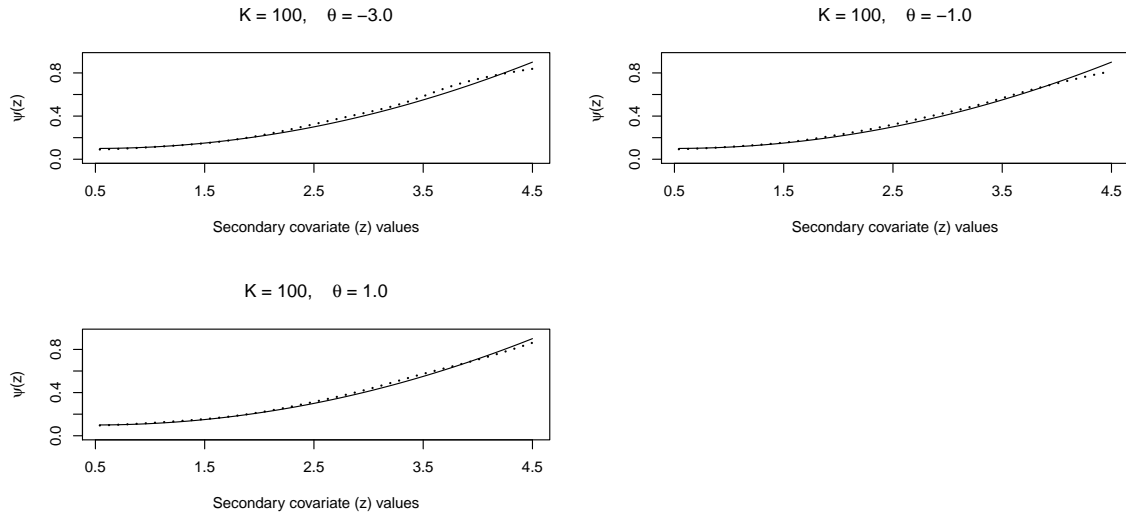 K = 100, θ = −3.0
ψ(z)
0.0 0.4 0.8
0.5 1.5 2.5 3.5 4.5
Secondary covariate (z) values
K = 100, θ = −1.0
ψ(z)
0.0 0.4 0.8
0.5 1.5 2.5 3.5 4.5
Secondary covariate (z) values
K = 100, θ = 1.0
ψ(z)
0.0 0.4 0.8
0.5 1.5 2.5 3.5 4.5
Secondary covariate (z) values